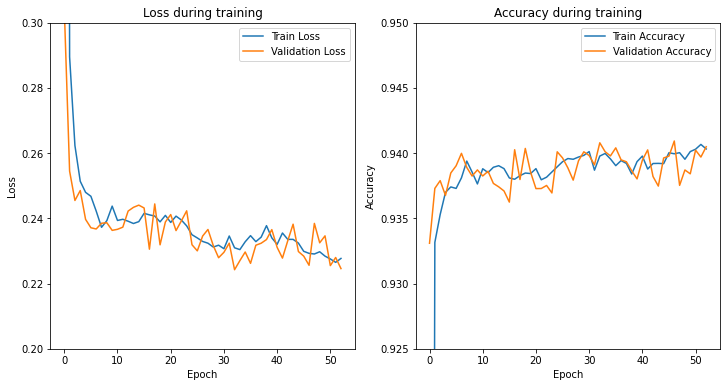 Loss during training
Loss
0.30
0.28
0.26
0.24
0.22
0.20
Train Loss
Validation Loss
0 10 20 30 40 50
Epoch
Accuracy during training
Accuracy
0.950
0.945
0.940
0.935
0.930
0.925
Train Accuracy
Validation Accuracy
0 10 20 30 40 50
Epoch